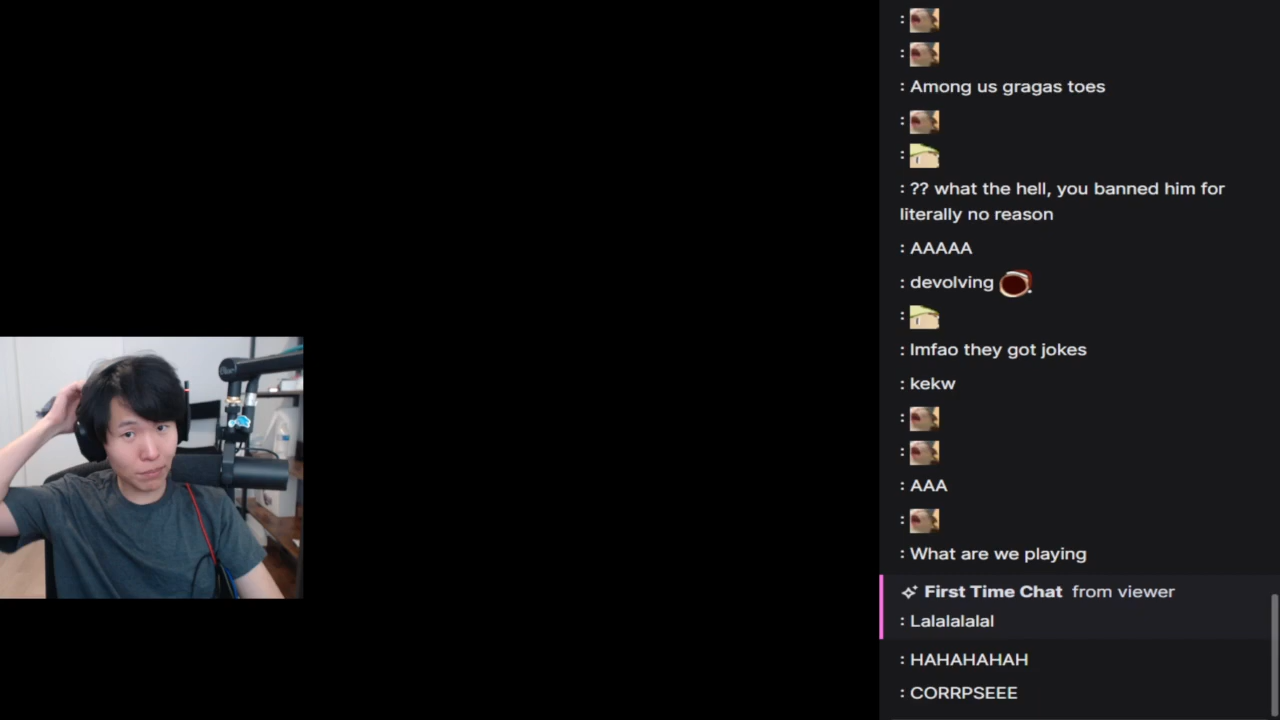 :
:
: Among us gragas toes
:
:
: ?? what the hell, you banned him for
literally no reason
: AAAAA
: devolving
:
: lmfao they got jokes
: kekw
:
:
: AAA
:
: What are we playing
First Time Chat from viewer
: Lalalalalal
: HAHAHAHAH
: CORRPSEEE